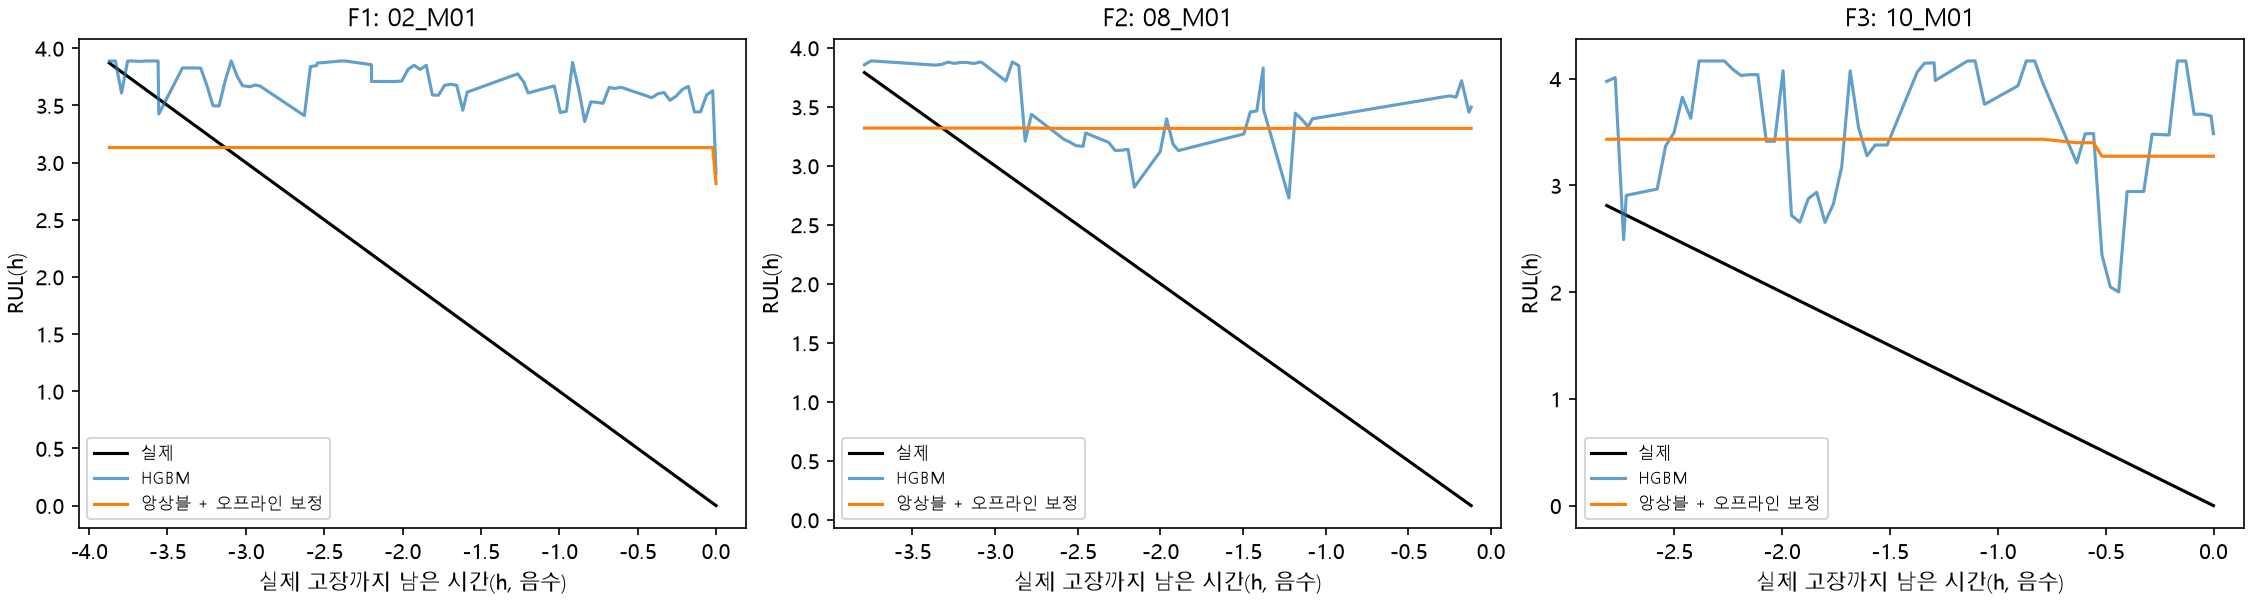 F1: 02_M01
RUL(h)
4.0
3.5
3.0
2.5
2.0
1.5
1.0
0.5
0.0
실제
HGBM
앙상블 + 오프라인 보정
-4.0 -3.5 -3.0 -2.5 -2.0 -1.5 -1.0 -0.5 0.0
실제 고장까지 남은 시간(h, 음수)
F2: 08_M01
RUL(h)
4.0
3.5
3.0
2.5
2.0
1.5
1.0
0.5
0.0
실제
HGBM
앙상블 + 오프라인 보정
-3.5 -3.0 -2.5 -2.0 -1.5 -1.0 -0.5 0.0
실제 고장까지 남은 시간(h, 음수)
F3: 10_M01
RUL(h)
4
3
2
1
0
실제
HGBM
앙상블 + 오프라인 보정
-2.5 -2.0 -1.5 -1.0 -0.5 0.0
실제 고장까지 남은 시간(h, 음수)